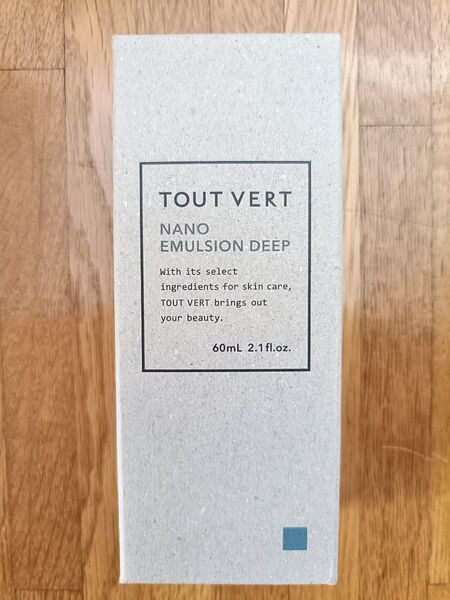 TOUT VERT
NANO
EMULSION DEEP
With its select
ingredients for skin care,
TOUT VERT brings out
your beauty.
60mL 2.1fl.oz.